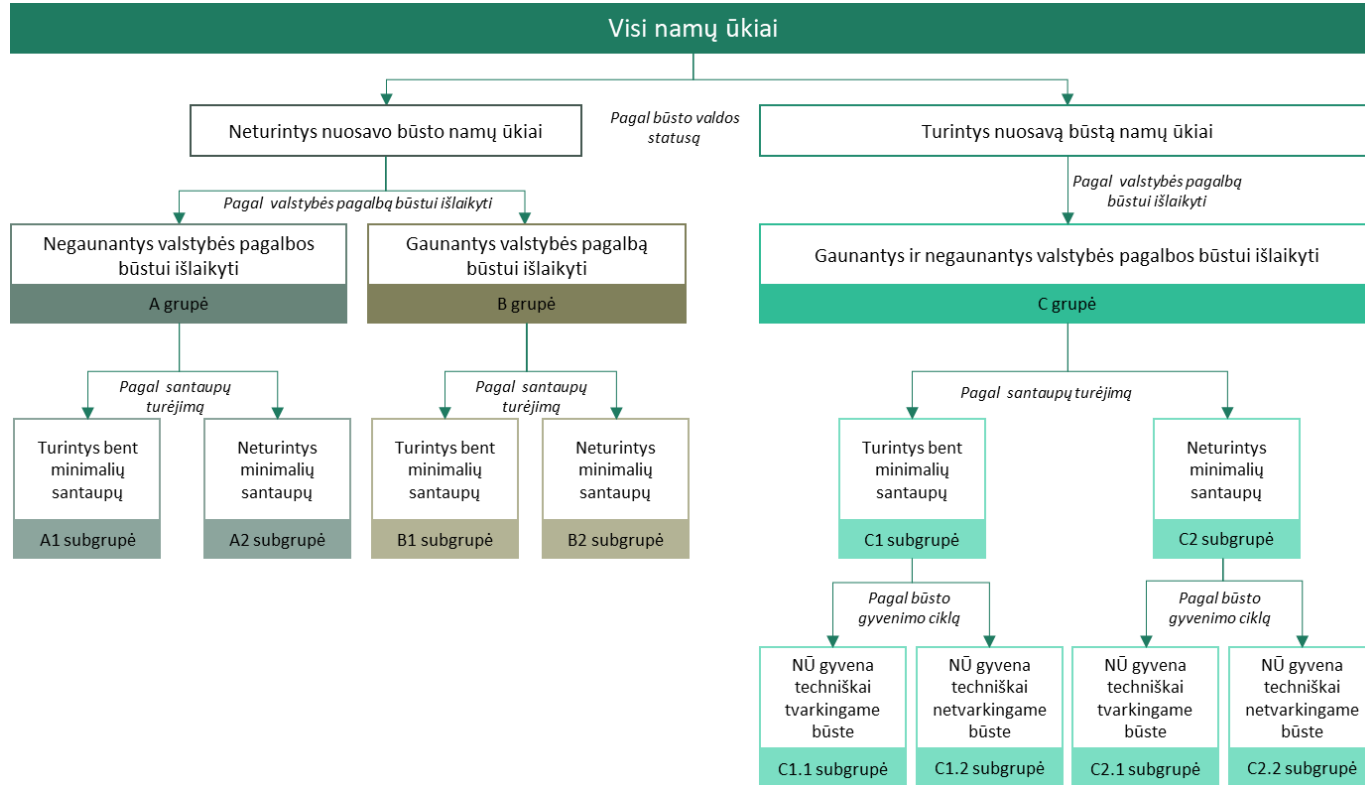 Visi namų ūkiai
Neturintys nuosavo būsto namų ūkiai
Pagal būsto valdos
statusą
Turintys nuosavą būstą namų ūkiai
Pagal valstybės pagalbą būstui išlaikyti
Pagal valstybės pagalbą
būstui išlaikyti
Negaunantys valstybės pagalbos
būstui išlaikyti
A grupė
Gaunantys valstybės pagalbą
būstui išlaikyti
B grupė
Gaunantys ir negaunantys valstybės pagalbos būstui išlaikyti
C grupė
Pagal santaupų
turėjimą
Pagal santaupų
turėjimą
Pagal santaupų turėjimą
Turintys bent
minimalių
santaupų
A1 subgrupė
Neturintys
minimalių
santaupų
A2 subgrupė
Turintys bent
minimalių
santaupų
B1 subgrupė
Neturintys
minimalių
santaupų
B2 subgrupė
Turintys bent
minimalių
santaupų
C1 subgrupė
Neturintys
minimalių
santaupų
C2 subgrupė
Pagal būsto
gyvenimo ciklą
Pagal būsto
gyvenimo ciklą
NŪ gyvena
techniškai
tvarkingame
būste
C1.1 subgrupė
NŪ gyvena
techniškai
netvarkingame
būste
C1.2 subgrupė
NŪ gyvena
techniškai
tvarkingame
būste
C2.1 subgrupė
NŪ gyvena
techniškai
netvarkingame
būste
C2.2 subgrupė